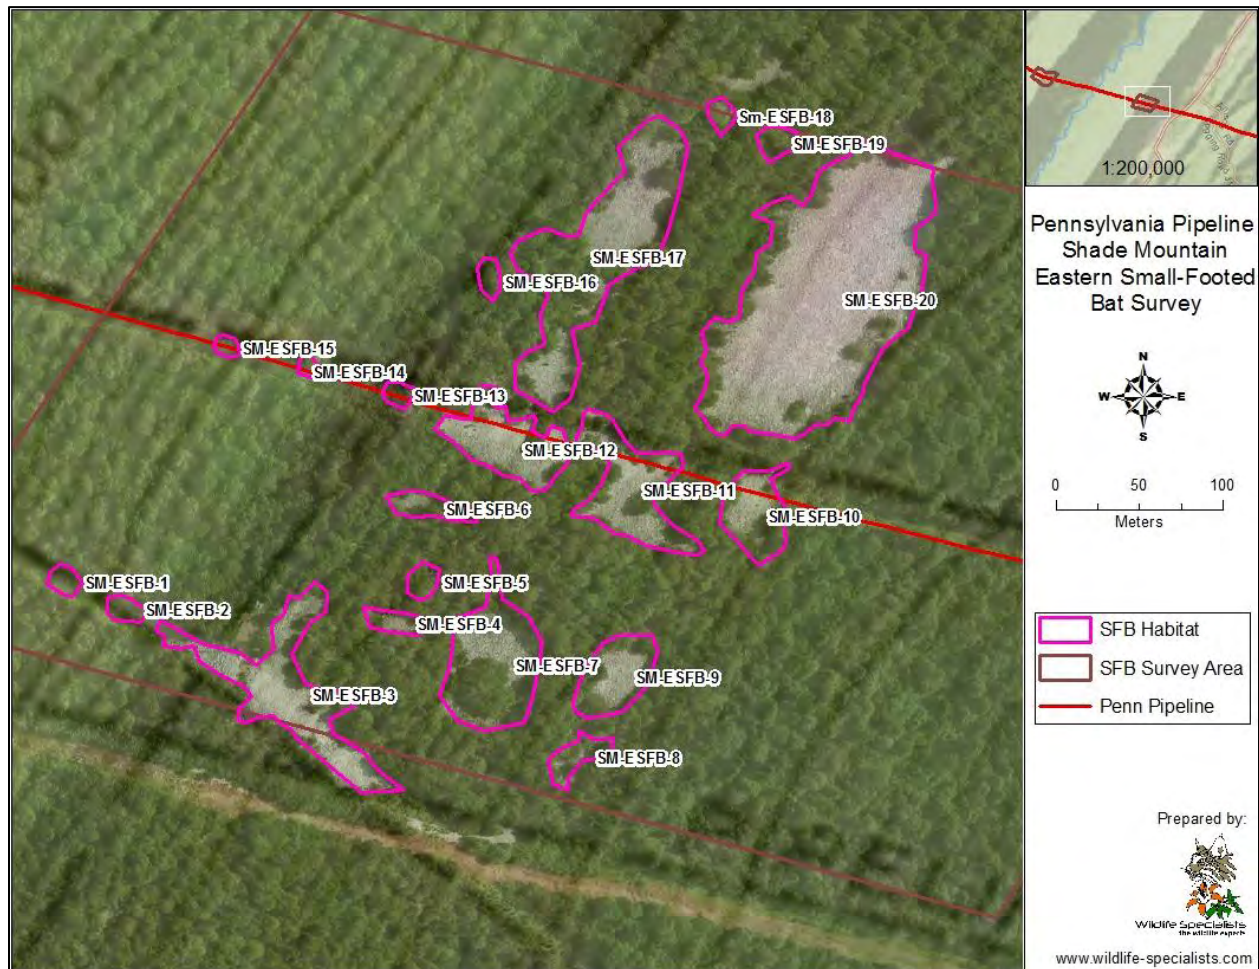 Sm-ESFB-18
SM-ESFB-19
SM-ESFB-17
SM-ESFB-16
SM-ESFB-20
SM-ESFB-15
SM-ESFB-14
SM-ESFB-13
SM-ESFB-12
SM-ESFB-11
SM-ESFB-10
SM-ESFB-6
SM-ESFB-1
SM-ESFB-5
SM-ESFB-2
SM-ESFB-4
SM-ESFB-7
SM-ESFB-9
SM-ESFB-3
SM-ESFB-8
1:200,000
Pennsylvania Pipeline
Shade Mountain
Eastern Small-Footed
Bat Survey
N
W E
S
0 50 100
Meters
SFB Habitat
SFB Survey Area
Penn Pipeline
Prepared by:
Wildlife Specialists
the wildlife experts
www.wildlife-specialists.com